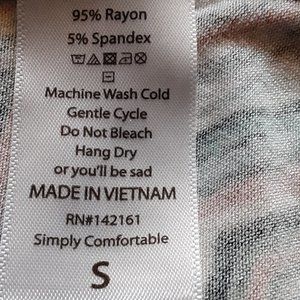 95% Rayon
5% Spandex
Machine Wash Cold
Gentle Cycle
Do Not Bleach
Hang Dry
or you'll be sad
MADE IN VIETNAM
RN#142161
Simply Comfortable
S